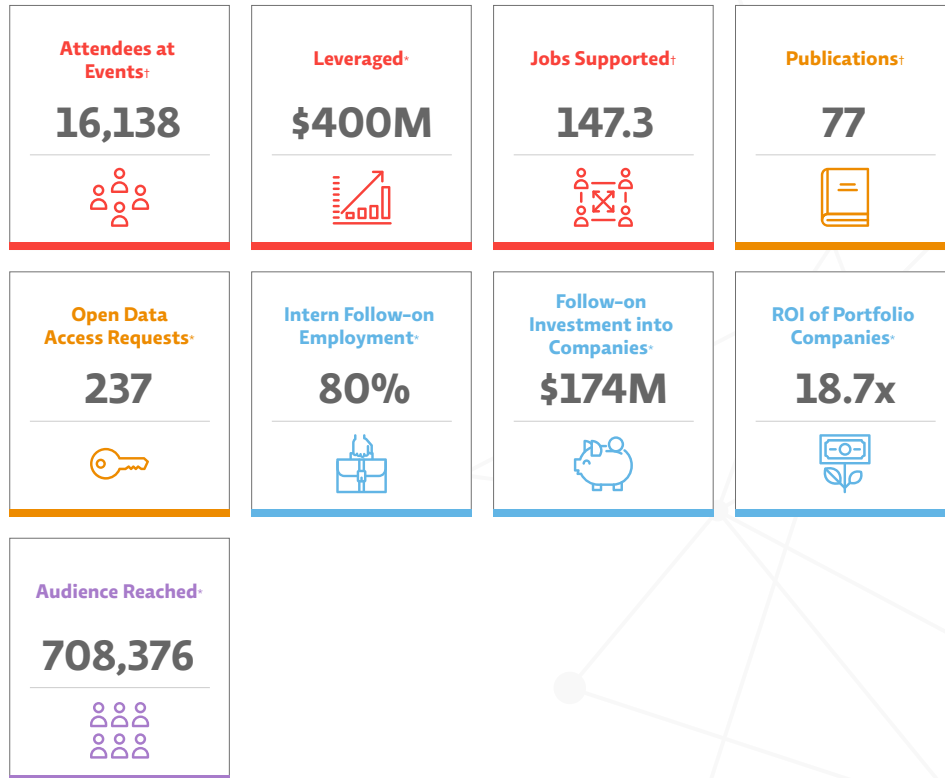 Attendees at
Events†
16,138
Leveraged*
$400M
Jobs Supported†
147.3
Publications†
77
Open Data
Access Requests*
237
Intern Follow-on
Employment*
80%
Follow-on
Investment into
Companies*
$174M
ROI of Portfolio
Companies*
18.7x
Audience Reached*
708,376